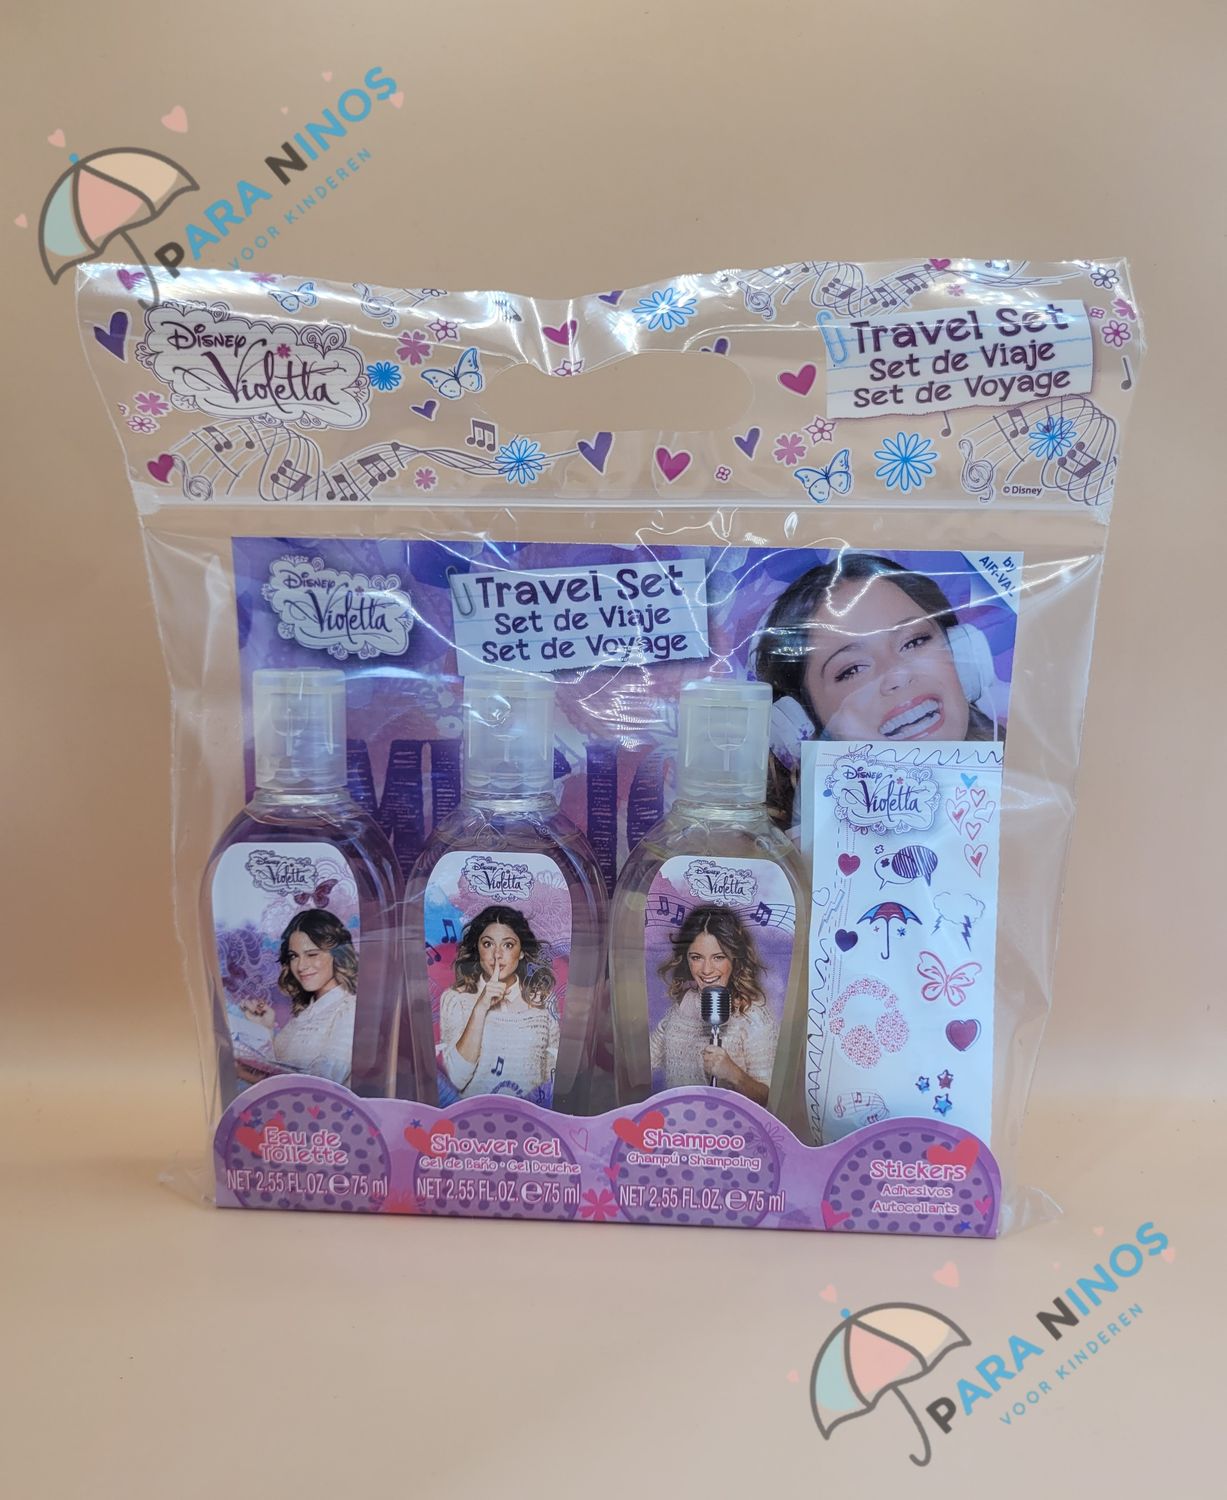 PARA NINOS
VOOR KINDEREN
Disney
Violetta
Travel Set
Set de Viaje
Set de Voyage
© Disney
Disney
Violetta
Travel Set
Set de Viaje
Set de Voyage
by
AIR-VAL
Disney
Violetta
Disney
Violetta
Disney
Violetta
Disney
Violetta
Eau de
Toilette
NET 2.55 FL.OZ. ℮ 75 ml
Shower Gel
Gel de Baño • Gel Douche
NET 2.55 FL.OZ. ℮ 75 ml
Shampoo
Champú • Shampoing
NET 2.55 FL.OZ. ℮ 75 ml
Stickers
Adhesivos
Autocollants
PARA NINOS
VOOR KINDEREN